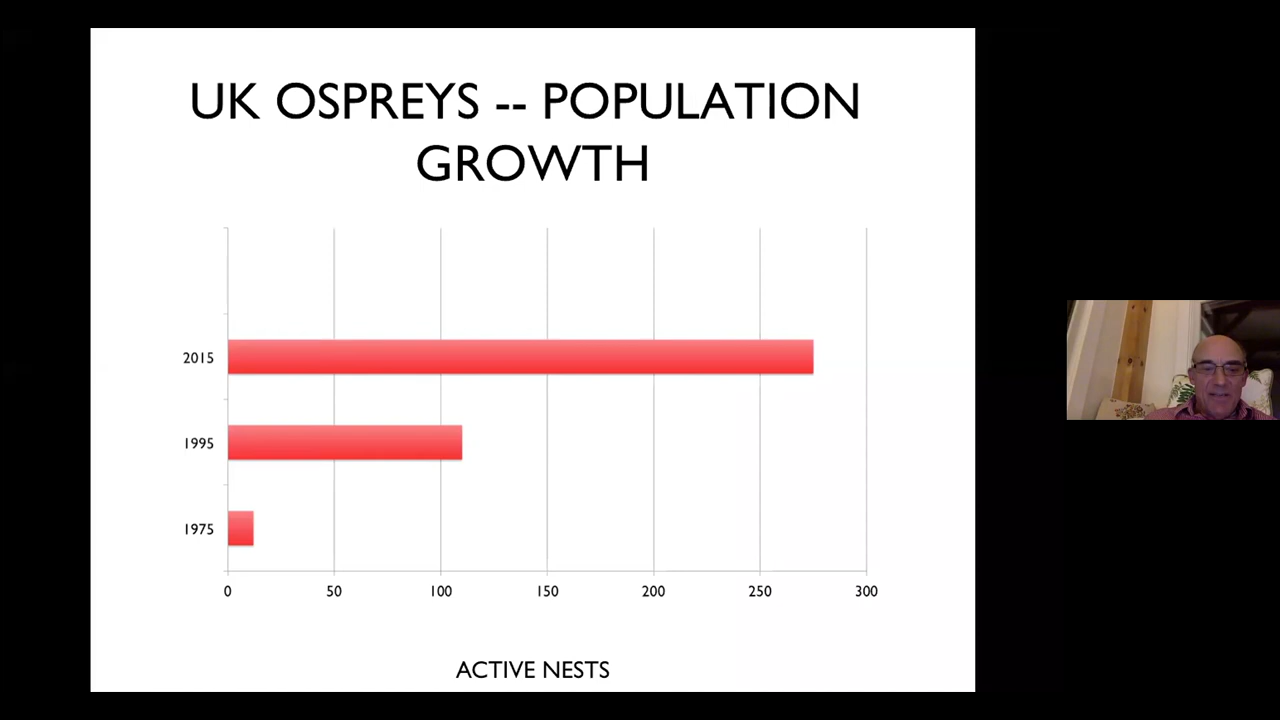 UK OSPREYS -- POPULATION
GROWTH
2015
1995
1975
0 50 100 150 200 250 300
ACTIVE NESTS